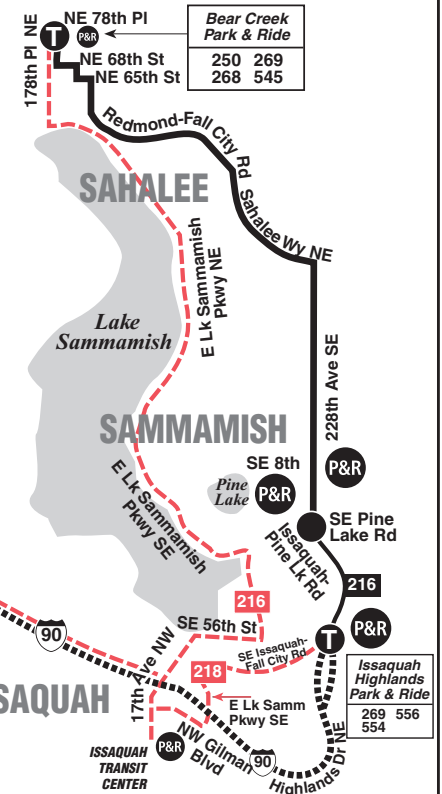 NE 78th Pl
T
P&R
178th Pl NE
NE 68th St
NE 65th St
Bear Creek
Park & Ride
250 269
268 545
Redmond-Fall City Rd
SAHALEE
Sahalee Wy NE
E Lk Sammamish
Pkwy NE
Lake
Sammamish
228th Ave SE
SAMMAMISH
SE 8th
P&R
P&R
Pine
Lake
E Lk Sammamish
Pkwy SE
SE Pine
Lake Rd
Issaquah-
Pine Lk Rd
216
216
SE 56th St
T
P&R
90
17th Ave NW
SE Issaquah-
Fall City Rd
218
Issaquah
Highlands
Park & Ride
269 556
554
SAQUAH
E Lk Samm
Pkwy SE
P&R
NW Gilman
Blvd
90
Highlands Dr NE
ISSAQUAH
TRANSIT
CENTER